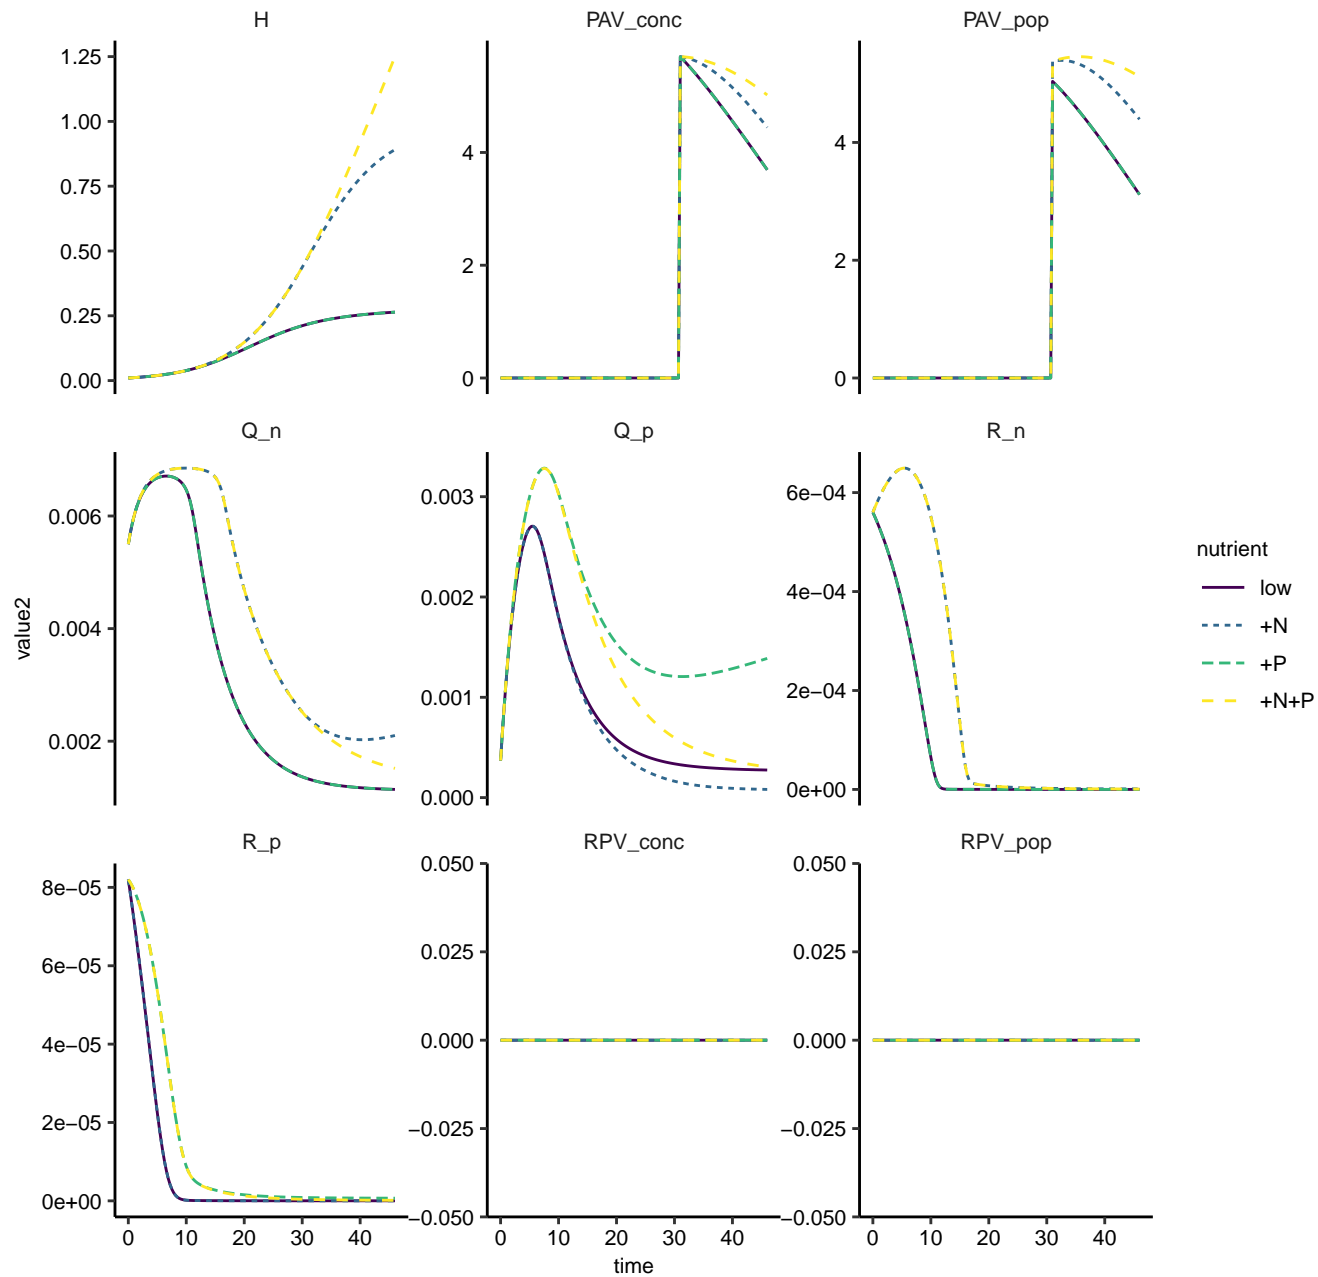 H PAV_conc PAV_pop
1.25
1.00
0.75
0.50
0.25
0.00
4
2
0
4
2
0
Q_n Q_p R_n
0.006
0.004
0.002
0.003
0.002
0.001
0.000
6e−04
4e−04
2e−04
0e+00
R_p RPV_conc RPV_pop
8e−05
6e−05
4e−05
2e−05
0e+00
0.050
0.025
0.000
−0.025
−0.050
0.050
0.025
0.000
−0.025
−0.050
0 10 20 30 40
0 10 20 30 40
0 10 20 30 40
time
value2
nutrient
low
+N
+P
+N+P